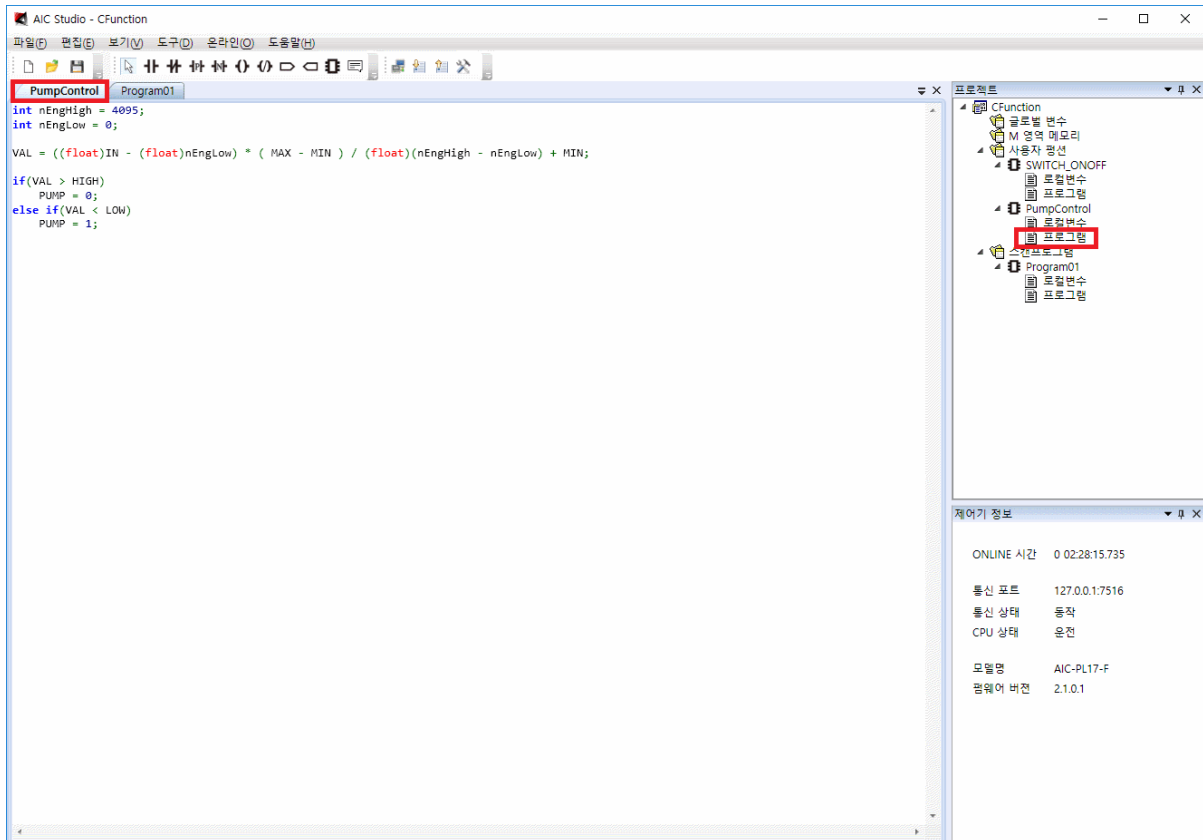 AIC Studio - CFunction
파일(F) 편집(E) 보기(V) 도구(D) 온라인(O) 도움말(H)
PumpControl Program01
int nEngHigh = 4095;
int nEngLow = 0;
VAL = ((float)IN - (float)nEngLow) * ( MAX - MIN ) / (float)(nEngHigh - nEngLow) + MIN;
if(VAL > HIGH)
PUMP = 0;
else if(VAL < LOW)
PUMP = 1;
프로젝트
CFunction
글로벌 변수
M 영역 메모리
사용자 펑션
SWITCH_ONOFF
로컬변수
프로그램
PumpControl
로컬변수
프로그램
스캔프로그램
Program01
로컬변수
프로그램
제어기 정보
ONLINE 시간 0 02:28:15.735
통신 포트 127.0.0.1:7516
통신 상태 동작
CPU 상태 운전
모델명 AIC-PL17-F
펌웨어 버젼 2.1.0.1